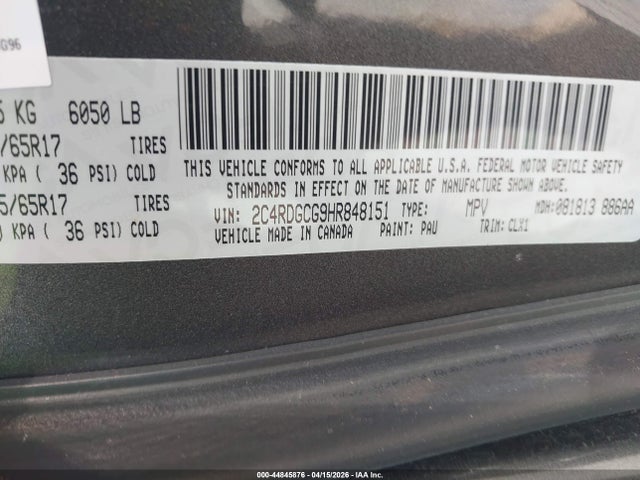 G96
5 KG 6050 LB
/65R17 TIRES
KPA ( 36 PSI) COLD
5/65R17 TIRES
KPA ( 36 PSI) COLD
THIS VEHICLE CONFORMS TO ALL APPLICABLE U.S.A. FEDERAL MOTOR VEHICLE SAFETY
STANDARDS IN EFFECT ON THE DATE OF MANUFACTURE SHOWN ABOVE.
VIN: 2C4RDGCG9HR848151 TYPE: MPV MDH:081813 886AA
VEHICLE MADE IN CANADA PAINT: PAU TRIM: CLX1
000-44845876 - 04/15/2026 - IAA Inc.